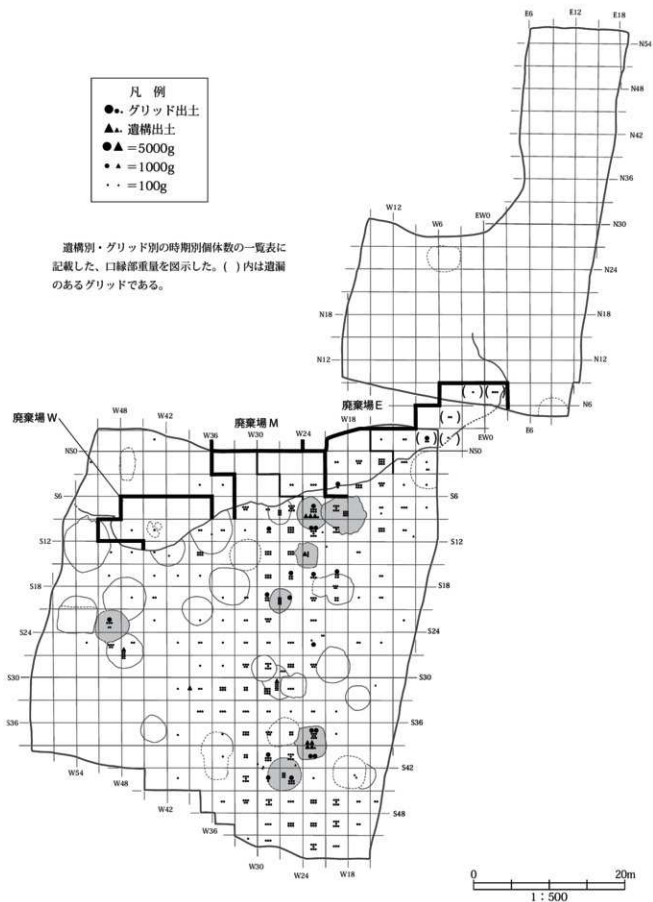 E6
E12
E18
N54
N48
N42
N36
N30
N24
N18
N12
N6
W12
W6
EW0
凡 例
グリッド出土
遺構出土
=5000g
=1000g
=100g
遺構別・グリッド別の時期別個体数の一覧表に
記載した、口縁部重量を図示した。( ) 内は遺漏
のあるグリッドである。
N18
N12
廃棄場W
廃棄場M
廃棄場E
W48
W42
W36
W30
W24
W18
EW0
E6
NS0
NS0
S6
S6
S12
S12
S18
S18
S24
S24
S30
S30
S36
S36
S42
S48
W54
W48
W42
W36
W30
W24
W18
0
20m
1:500